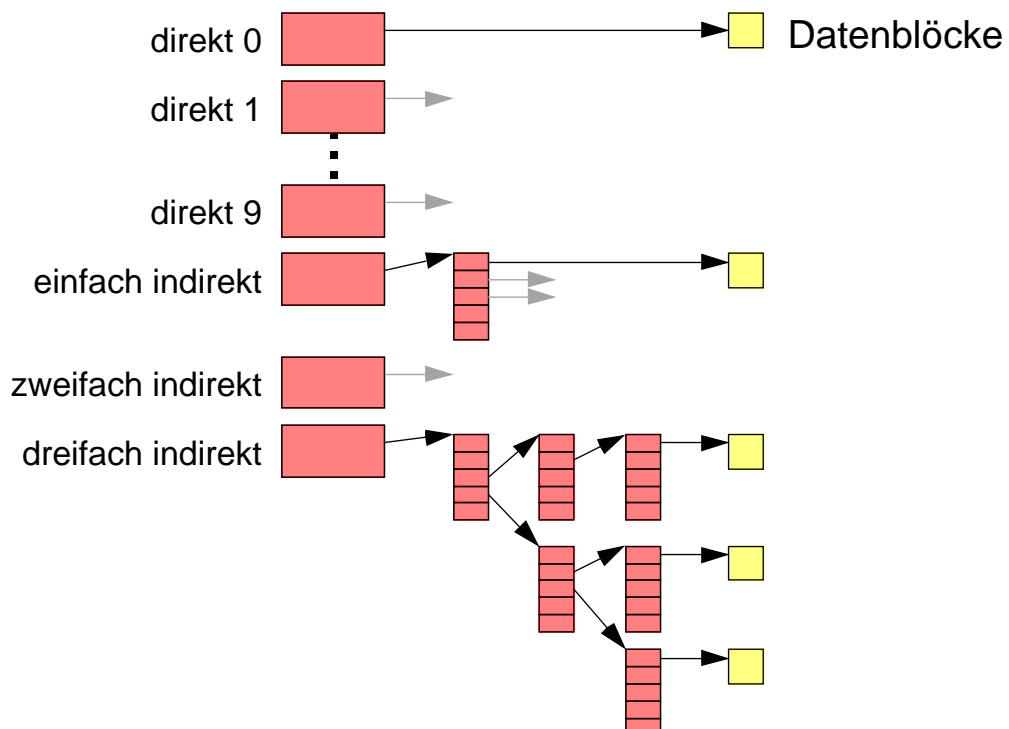 direkt 0
Datenblöcke
direkt 1
direkt 9
einfach indirekt
zweifach indirekt
dreifach indirekt